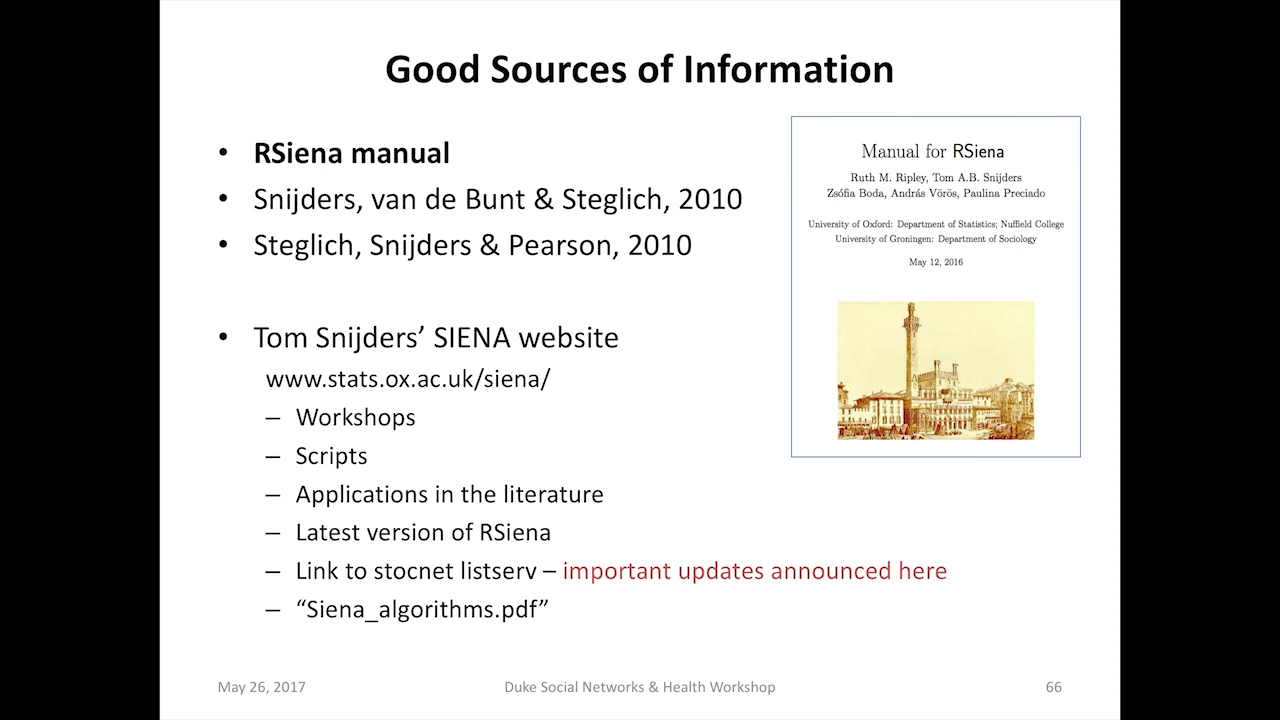 Good Sources of Information
• RSiena manual
• Snijders, van de Bunt & Steglich, 2010
• Steglich, Snijders & Pearson, 2010
• Tom Snijders’ SIENA website
www.stats.ox.ac.uk/siena/
– Workshops
– Scripts
– Applications in the literature
– Latest version of RSiena
– Link to stocnet listserv – important updates announced here
– “Siena_algorithms.pdf”
Manual for RSiena
Ruth M. Ripley, Tom A.B. Snijders
Zsófia Boda, András Vörös, Paulina Preciado
University of Oxford: Department of Statistics; Nuffield College
University of Groningen: Department of Sociology
May 12, 2016
May 26, 2017
Duke Social Networks & Health Workshop
66